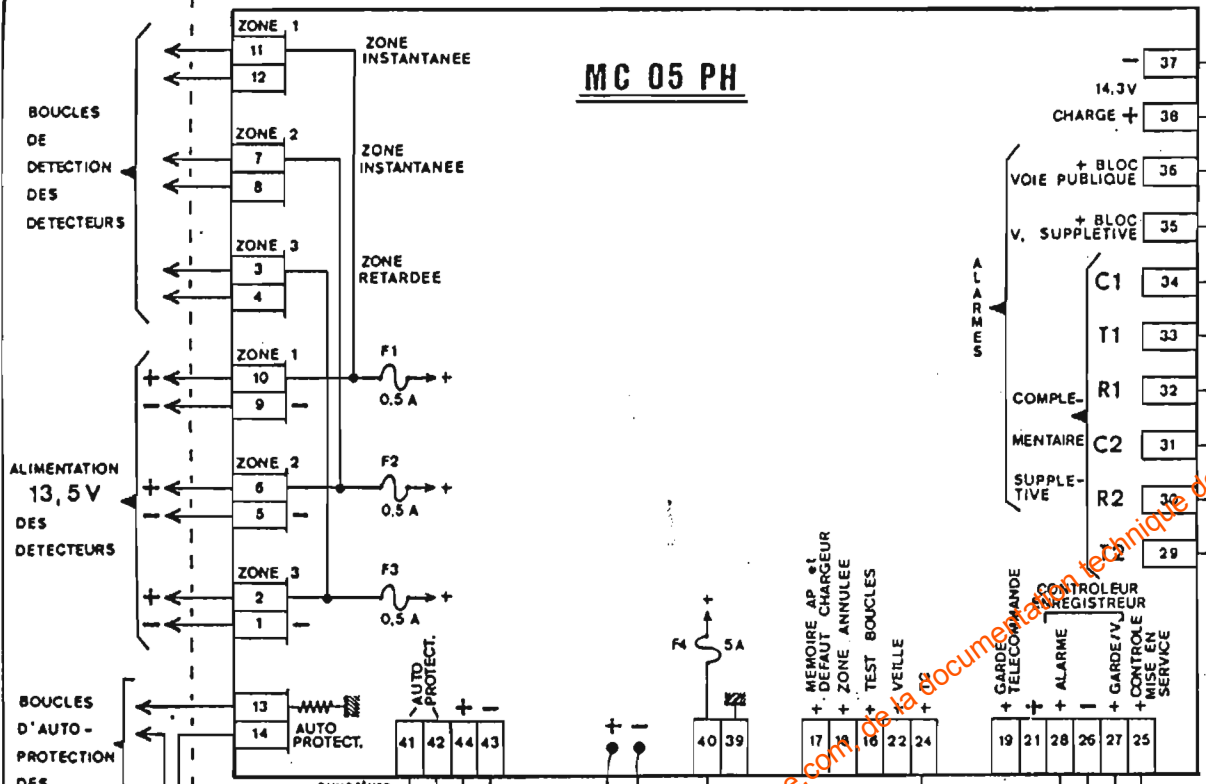 MC 05 PH
BOUCLES
DE
DETECTION
DES
DETECTEURS
ZONE 1
11
12
ZONE
INSTANTANEE
ZONE 2
7
8
ZONE
INSTANTANEE
ZONE 3
3
4
ZONE
RETARDEE
ALIMENTATION
13,5V
DES
DETECTEURS
ZONE 1
+ 10
- 9 -
F1
+
0,5 A
ZONE 2
+ 6
- 5 -
F2
+
0,5 A
ZONE 3
+ 2
- 1 -
F3
+
0,5 A
BOUCLES
D'AUTO-
PROTECTION
DES
13
14
AUTO
PROTECT.
AUTO
PROTECT.
+ -
41 42 44 43
+ -
+
F4 5A
40 39
+ MEMOIRE AP et
DEFAUT CHARGEUR
+ ZONE ANNULEE
+ TEST BOUCLES
+ VEILLE
+
17 18 16 22 24
+ GARDE
TELECOMMANDE
+
CONTROLEUR
ENREGISTREUR
+ ALARME
-
+ GARDE/V
+ CONTROLE
MISE EN
SERVICE
19 21 28 26 27 25
- 37
14,3V
CHARGE + 38
ALARMES
+ BLOC
VOIE PUBLIQUE 36
+ BLOC
V. SUPPLETIVE 35
COMPLE-
MENTAIRE
SUPPLE-
TIVE
C1 34
T1 33
R1 32
C2 31
R2 30
29
e.com, de la documentation technique d